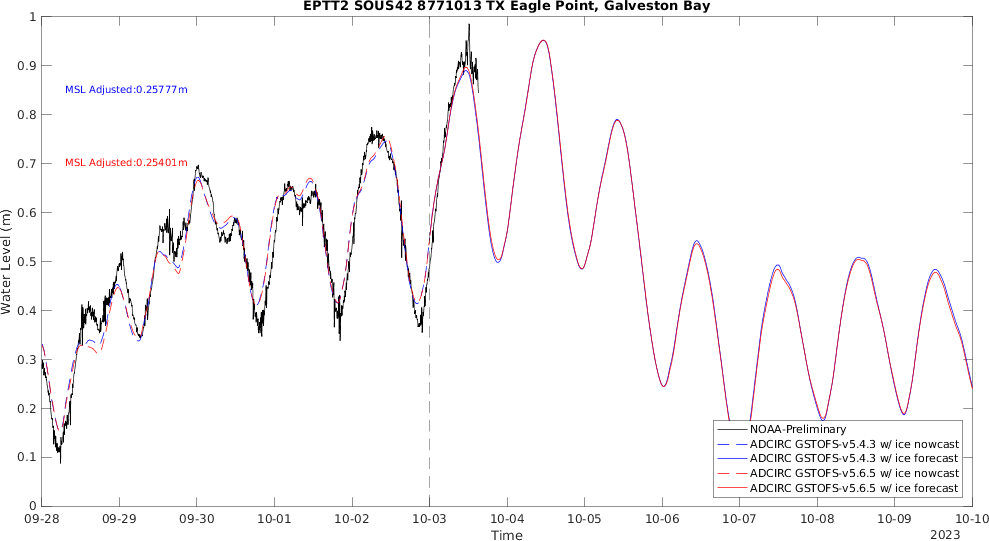 EPTT2 SOUS42 8771013 TX Eagle Point, Galveston Bay
1
0.9
0.8
0.7
0.6
0.5
0.4
0.3
0.2
0.1
0
Water Level (m)
MSL Adjusted:0.25777m
MSL Adjusted:0.25401m
NOAA-Preliminary
ADCIRC GSTOFS-v5.4.3 w/ ice nowcast
ADCIRC GSTOFS-v5.4.3 w/ ice forecast
ADCIRC GSTOFS-v5.6.5 w/ ice nowcast
ADCIRC GSTOFS-v5.6.5 w/ ice forecast
09-28 09-29 09-30 10-01 10-02 10-03 10-04 10-05 10-06 10-07 10-08 10-09 10-10
Time
2023